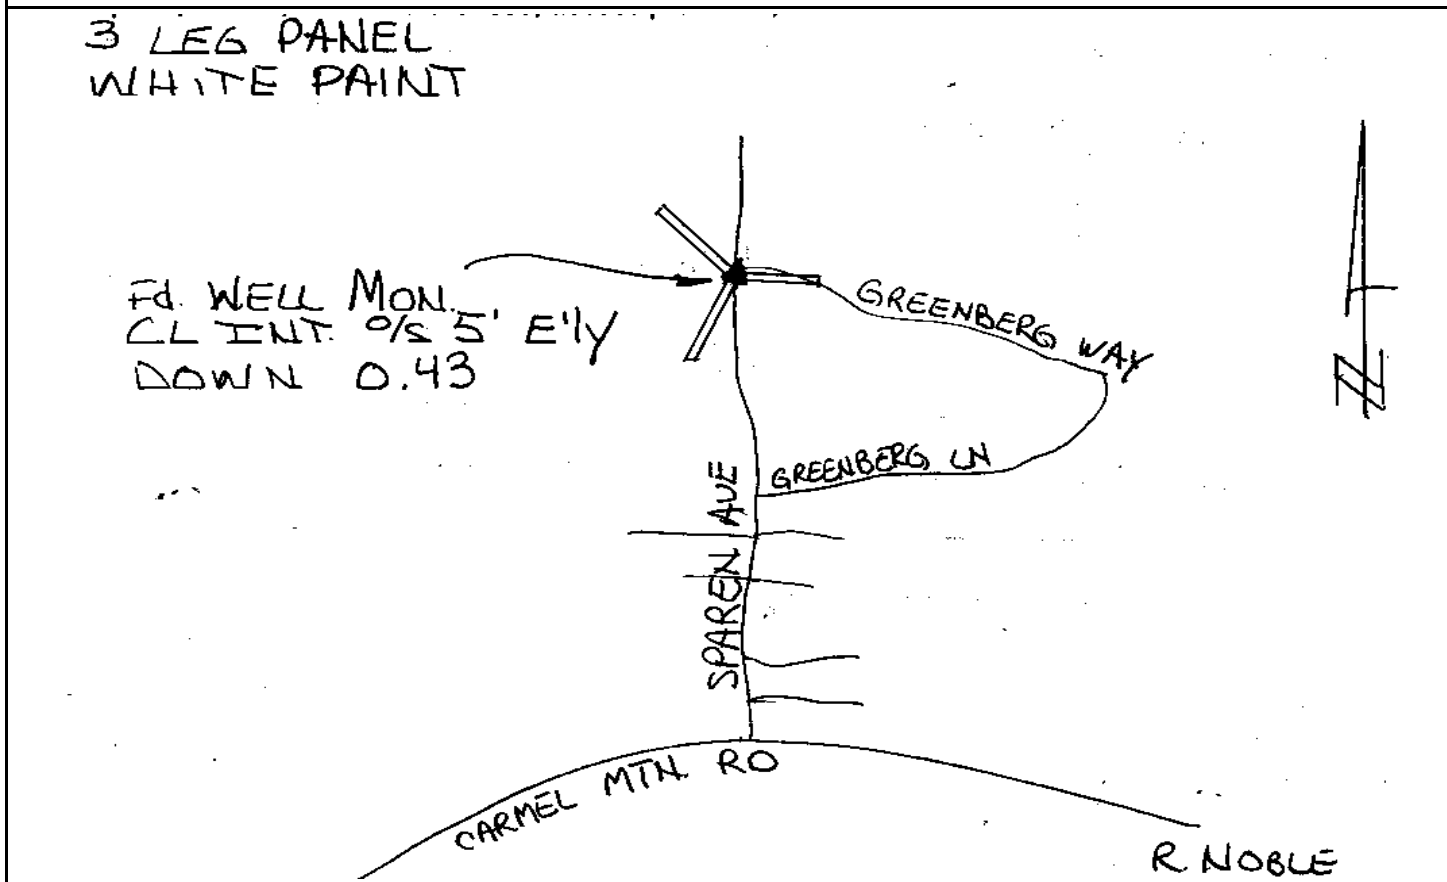 3 LEG PANEL
WHITE PAINT
Fd. WELL MON.
CL INT. O/S 5' E'ly
DOWN 0.43
GREENBERG WAY
GREENBERG LN
SPAREN AVE
CARMEL MTN. RD
N
R. NOBLE